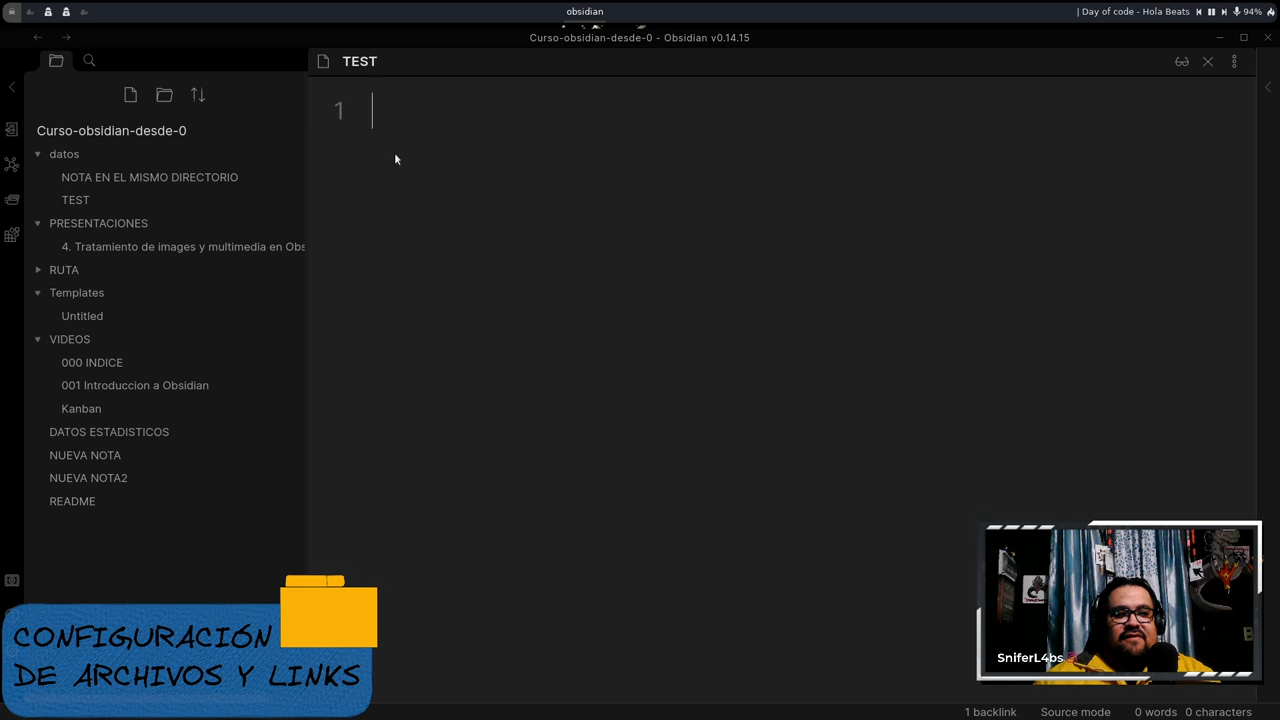 obsidian
| Day of code - Hola Beats
94%
Curso-obsidian-desde-0 - Obsidian v0.14.15
TEST
1
Curso-obsidian-desde-0
datos
NOTA EN EL MISMO DIRECTORIO
TEST
PRESENTACIONES
4. Tratamiento de images y multimedia en Obs
RUTA
Templates
Untitled
VIDEOS
000 INDICE
001 Introduccion a Obsidian
Kanban
DATOS ESTADISTICOS
NUEVA NOTA
NUEVA NOTA2
README
CONFIGURACIÓN
DE ARCHIVOS Y LINKS
SniferL4bs
1 backlink
Source mode
0 words
0 characters